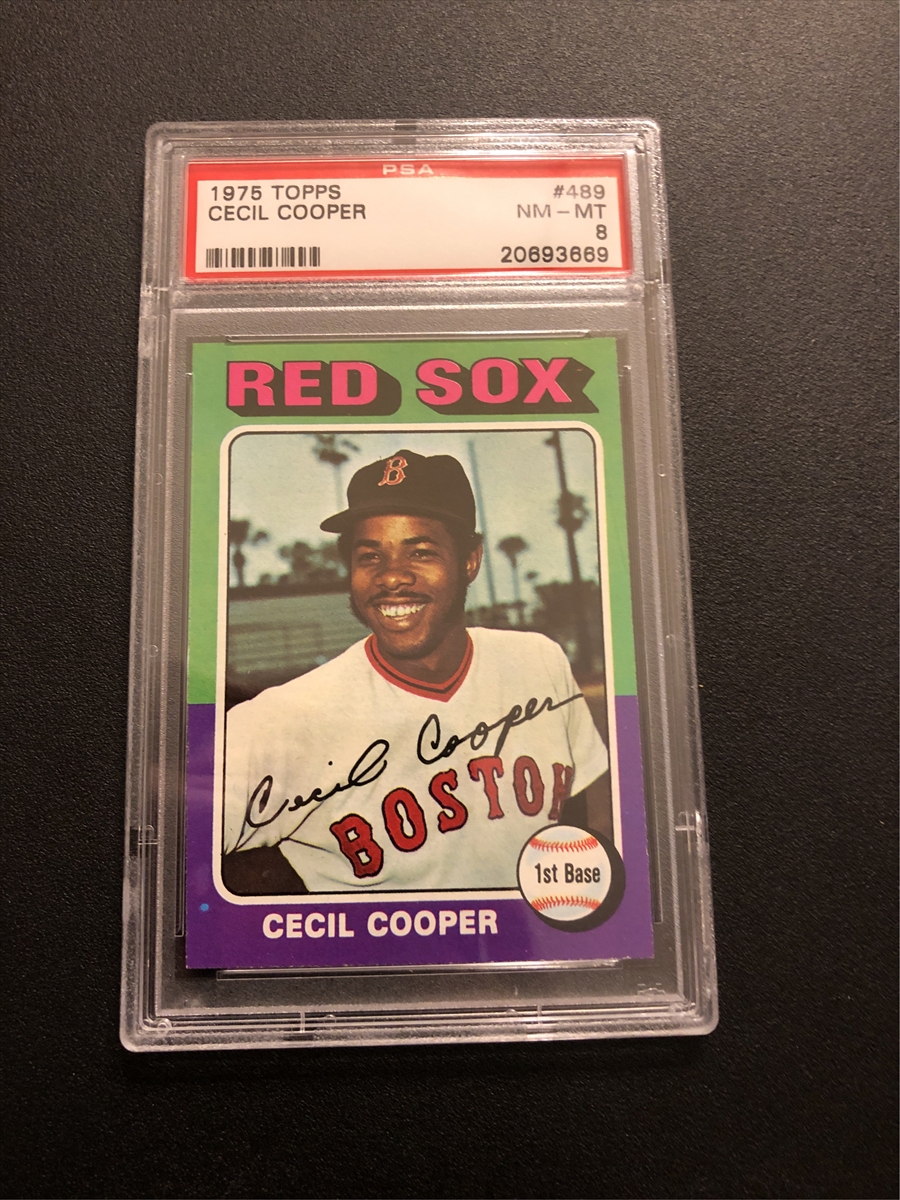 PSA
1975 TOPPS #489
CECIL COOPER NM - MT
8
20693669
RED SOX
B
Cecil Cooper
BOSTON
1st Base
CECIL COOPER